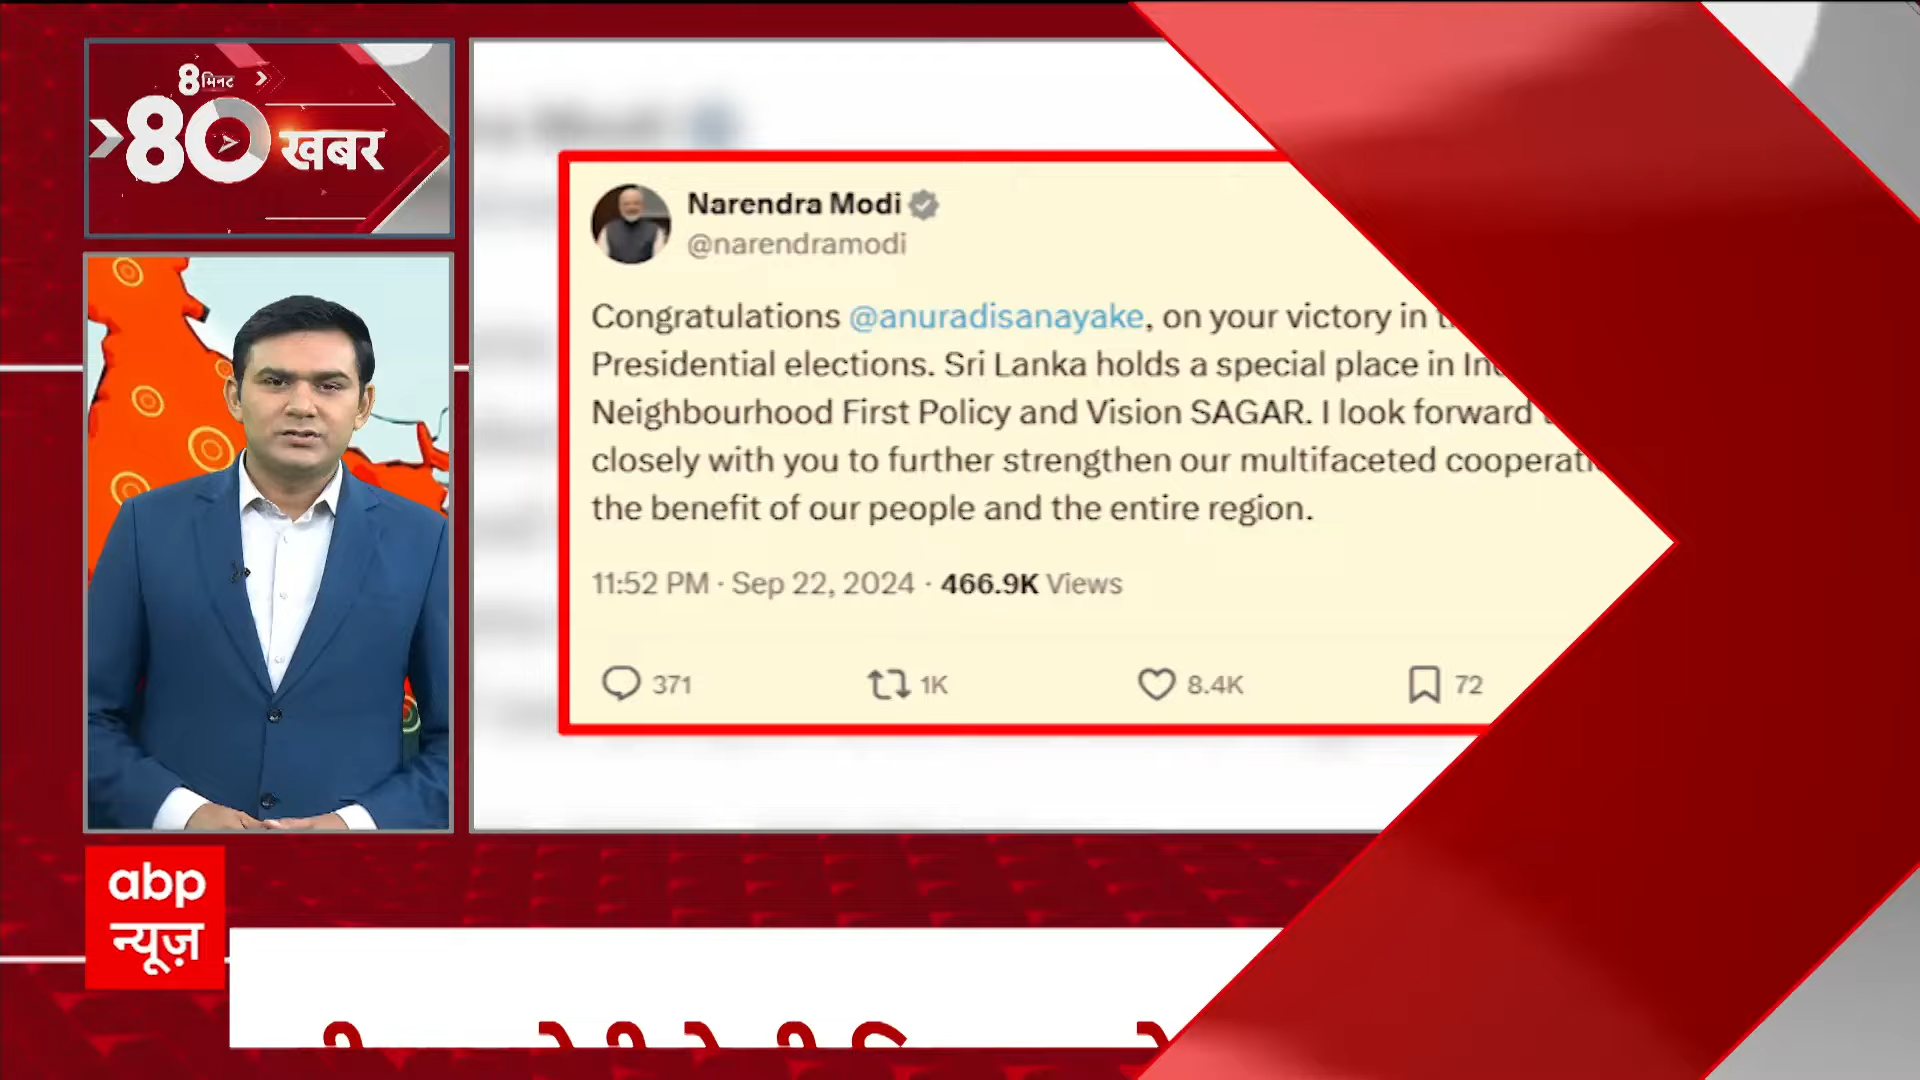 8 मिनट
80 खबर
Narendra Modi
@narendramodi
Congratulations @anuradisanayake, on your victory in
Presidential elections. Sri Lanka holds a special place in
Neighbourhood First Policy and Vision SAGAR. I look forward
closely with you to further strengthen our multifaceted
the benefit of our people and the entire region.
11:52 PM · Sep 22, 2024 · 466.9K Views
371 1K 8.4K 72
abp
न्यूज़